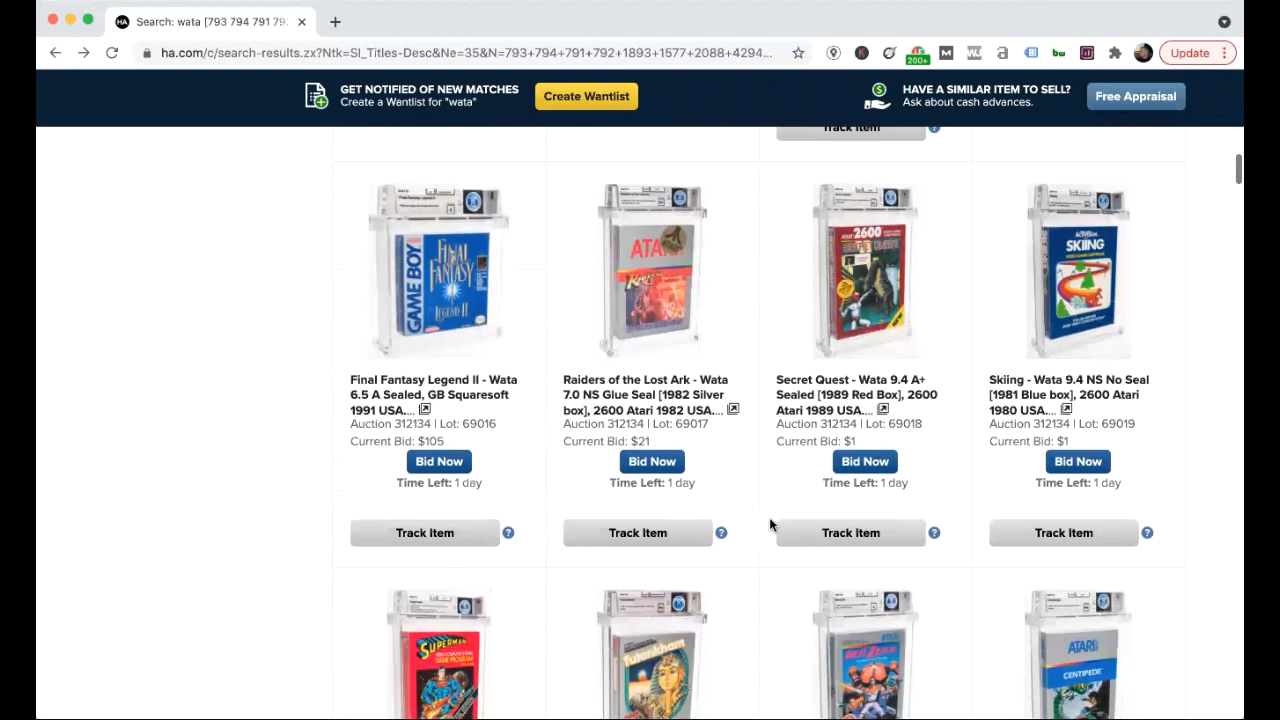 Search: wata [793 794 791 79
ha.com/c/search-results.zx?Ntk=SI_Titles-Desc&Ne=35&N=793+794+791+792+1893+1577+2088+4294...
200+
Update
GET NOTIFIED OF NEW MATCHES
Create a Wantlist for "wata"
Create Wantlist
HAVE A SIMILAR ITEM TO SELL?
Ask about cash advances.
Free Appraisal
Track Item
GAME BOY
FINAL FANTASY LEGEND II
ATARI
2600
ACTIVISION
SKIING
Final Fantasy Legend II - Wata
6.5 A Sealed, GB Squaresoft
1991 USA....
Auction 312134 | Lot: 69016
Current Bid: $105
Bid Now
Time Left: 1 day
Track Item
Raiders of the Lost Ark - Wata
7.0 NS Glue Seal [1982 Silver
box], 2600 Atari 1982 USA....
Auction 312134 | Lot: 69017
Current Bid: $21
Bid Now
Time Left: 1 day
Track Item
Secret Quest - Wata 9.4 A+
Sealed [1989 Red Box], 2600
Atari 1989 USA....
Auction 312134 | Lot: 69018
Current Bid: $1
Bid Now
Time Left: 1 day
Track Item
Skiing - Wata 9.4 NS No Seal
[1981 Blue box], 2600 Atari
1980 USA....
Auction 312134 | Lot: 69019
Current Bid: $1
Bid Now
Time Left: 1 day
Track Item
SUPERMAN
Tutankham
ATARI
BERZERK
ATARI
CENTIPEDE